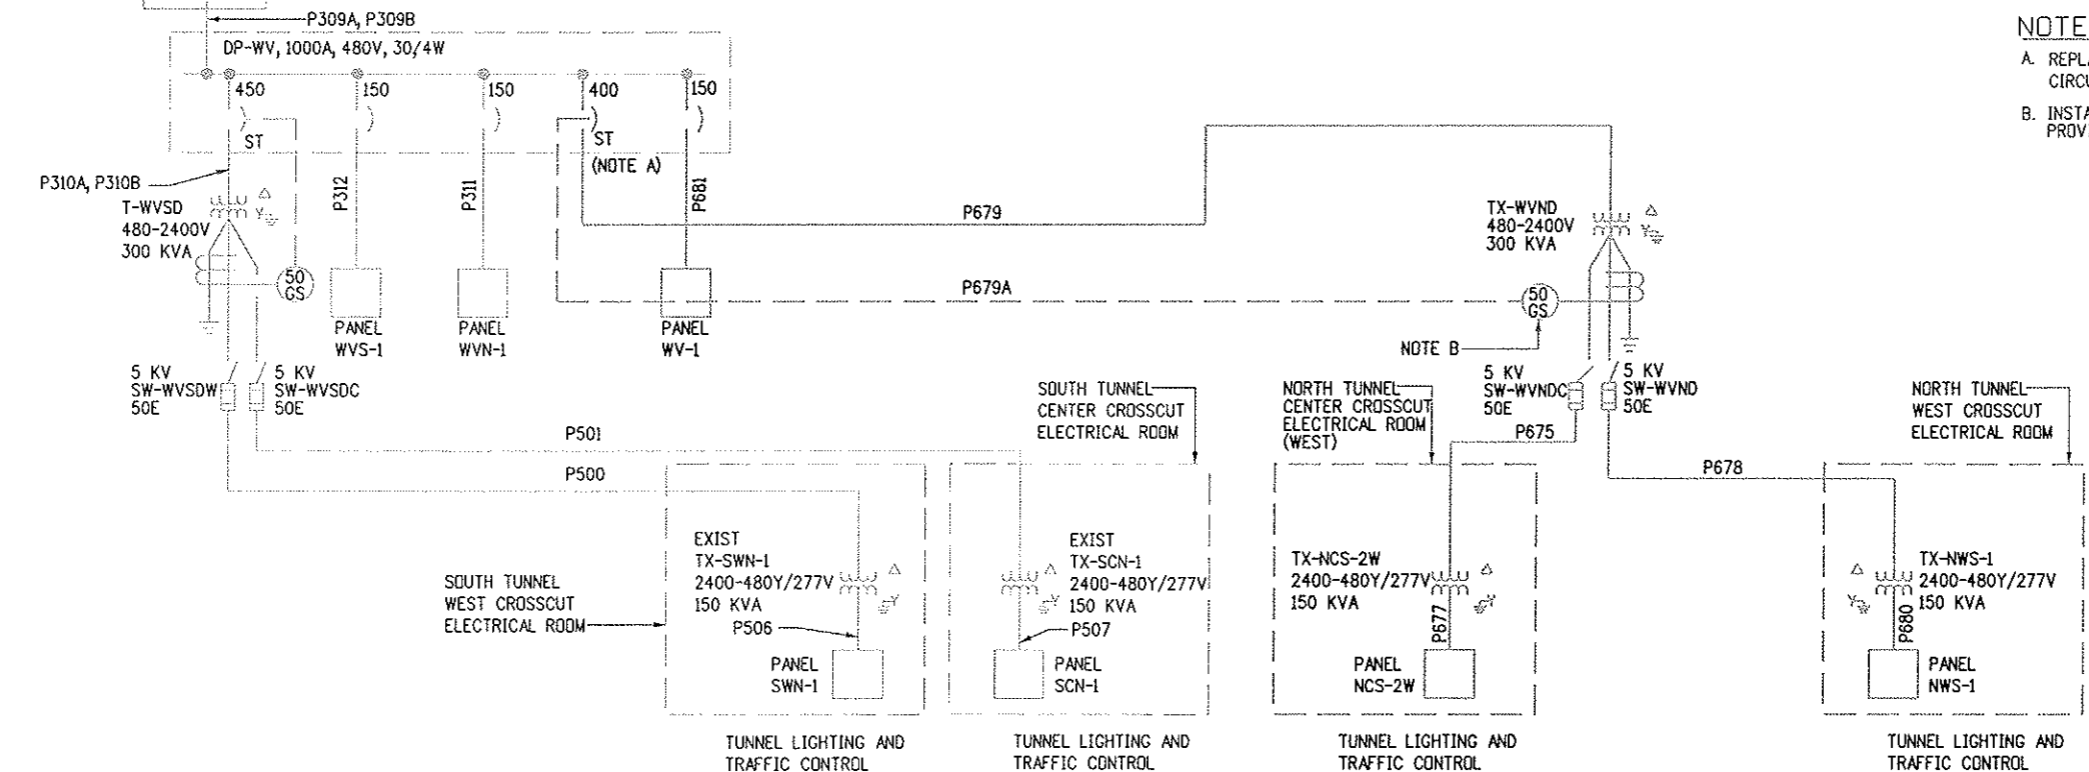 P309A, P309B
DP-WV, 1000A, 480V, 30/4W
450
150
150
400
150
ST
ST
(NOTE A)
P310A, P310B
P312
P311
P681
T-WVSD
480-2400V
300 KVA
50
GS
PANEL
WVS-1
PANEL
WVN-1
PANEL
WV-1
P679
P679A
TX-WVND
480-2400V
300 KVA
50
GS
NOTE B
5 KV
SW-WVSDW
50E
5 KV
SW-WVSDC
50E
5 KV
SW-WVNDC
50E
5 KV
SW-WVND
50E
P501
P500
P675
P678
SOUTH TUNNEL
CENTER CROSSCUT
ELECTRICAL ROOM
NORTH TUNNEL
CENTER CROSSCUT
ELECTRICAL ROOM
(WEST)
NORTH TUNNEL
WEST CROSSCUT
ELECTRICAL ROOM
SOUTH TUNNEL
WEST CROSSCUT
ELECTRICAL ROOM
EXIST
TX-SWN-1
2400-480Y/277V
150 KVA
P506
PANEL
SWN-1
EXIST
TX-SCN-1
2400-480Y/277V
150 KVA
P507
PANEL
SCN-1
TX-NCS-2W
2400-480Y/277V
150 KVA
P677
PANEL
NCS-2W
TX-NWS-1
2400-480Y/277V
150 KVA
P680
PANEL
NWS-1
TUNNEL LIGHTING AND
TRAFFIC CONTROL
TUNNEL LIGHTING AND
TRAFFIC CONTROL
TUNNEL LIGHTING AND
TRAFFIC CONTROL
TUNNEL LIGHTING AND
TRAFFIC CONTROL
NOTE
A.
B.